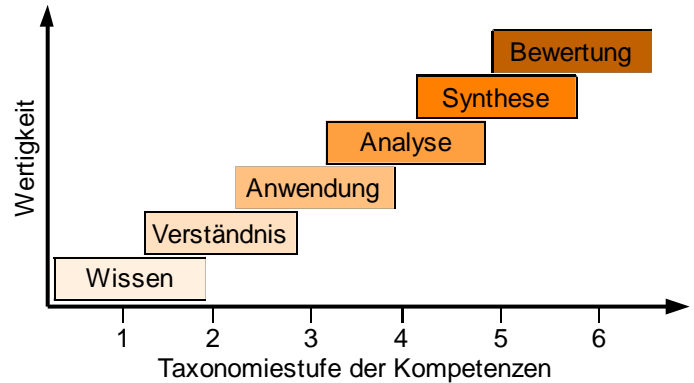 Bewertung
Synthese
Analyse
Anwendung
Verständnis
Wissen
Wertigkeit
1 2 3 4 5 6
Taxonomiestufe der Kompetenzen